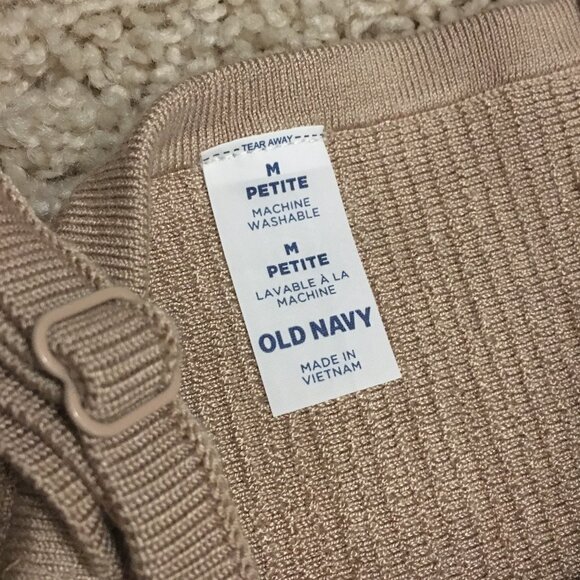 TEAR AWAY
M
PETITE
MACHINE
WASHABLE
M
PETITE
LAVABLE À LA
MACHINE
OLD NAVY
MADE IN
VIETNAM